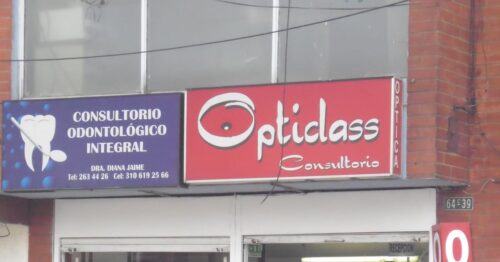 CONSULTORIO
ODONTOLÓGICO
INTEGRAL
DRA. DIANA JAIME
Tel: 263 44 26 Cel: 310 619 25 66
Opticlass
Consultorio
OPTICA
64-39
RECEPCION
O